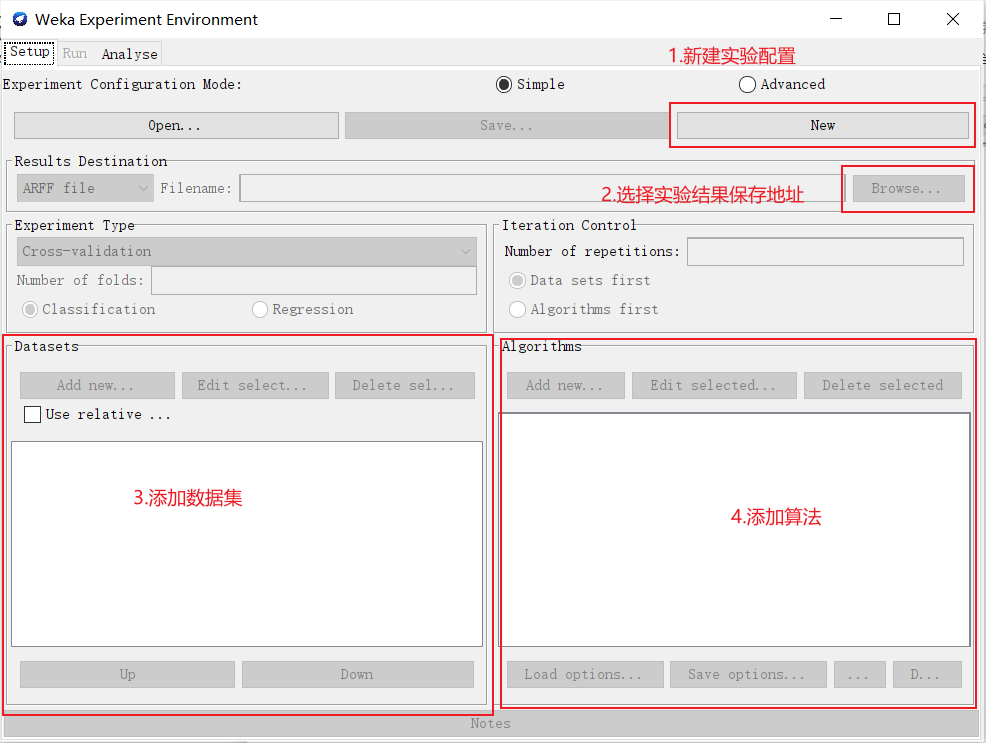 Weka Experiment Environment
Setup Run Analyse
1.新建实验配置
Experiment Configuration Mode: Simple Advanced
Open... Save... New
Results Destination
ARFF file Filename: 2.选择实验结果保存地址 Browse...
Experiment Type Iteration Control
Cross-validation Number of repetitions:
Number of folds: Data sets first
Classification Regression Algorithms first
Datasets Algorithms
Add new... Edit select... Delete sel... Add new... Edit selected... Delete selected
Use relative ...
3.添加数据集
4.添加算法
Up Down Load options... Save options... ... D...
Notes